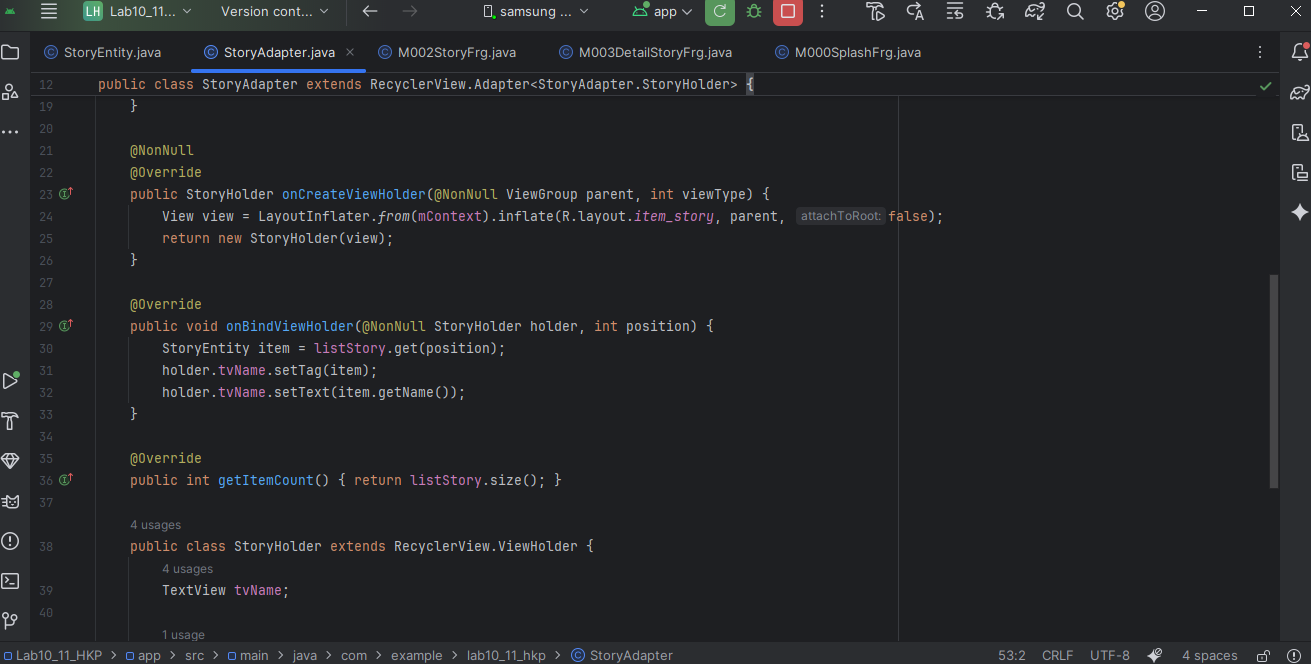 LH Lab10_11... Version cont... samsung ... app
StoryEntity.java StoryAdapter.java M002StoryFrg.java M003DetailStoryFrg.java M000SplashFrg.java
12 public class StoryAdapter extends RecyclerView.Adapter<StoryAdapter.StoryHolder> {
19 }
20
21 @NonNull
22 @Override
23 public StoryHolder onCreateViewHolder(@NonNull ViewGroup parent, int viewType) {
24 View view = LayoutInflater.from(mContext).inflate(R.layout.item_story, parent, attachToRoot: false);
25 return new StoryHolder(view);
26 }
27
28 @Override
29 public void onBindViewHolder(@NonNull StoryHolder holder, int position) {
30 StoryEntity item = listStory.get(position);
31 holder.tvName.setTag(item);
32 holder.tvName.setText(item.getName());
33 }
34
35 @Override
36 public int getItemCount() { return listStory.size(); }
37
4 usages
38 public class StoryHolder extends RecyclerView.ViewHolder {
4 usages
39 TextView tvName;
40
1 usage
Lab10_11_HKP > app > src > main > java > com > example > lab10_11_hkp > StoryAdapter 53:2 CRLF UTF-8 4 spaces